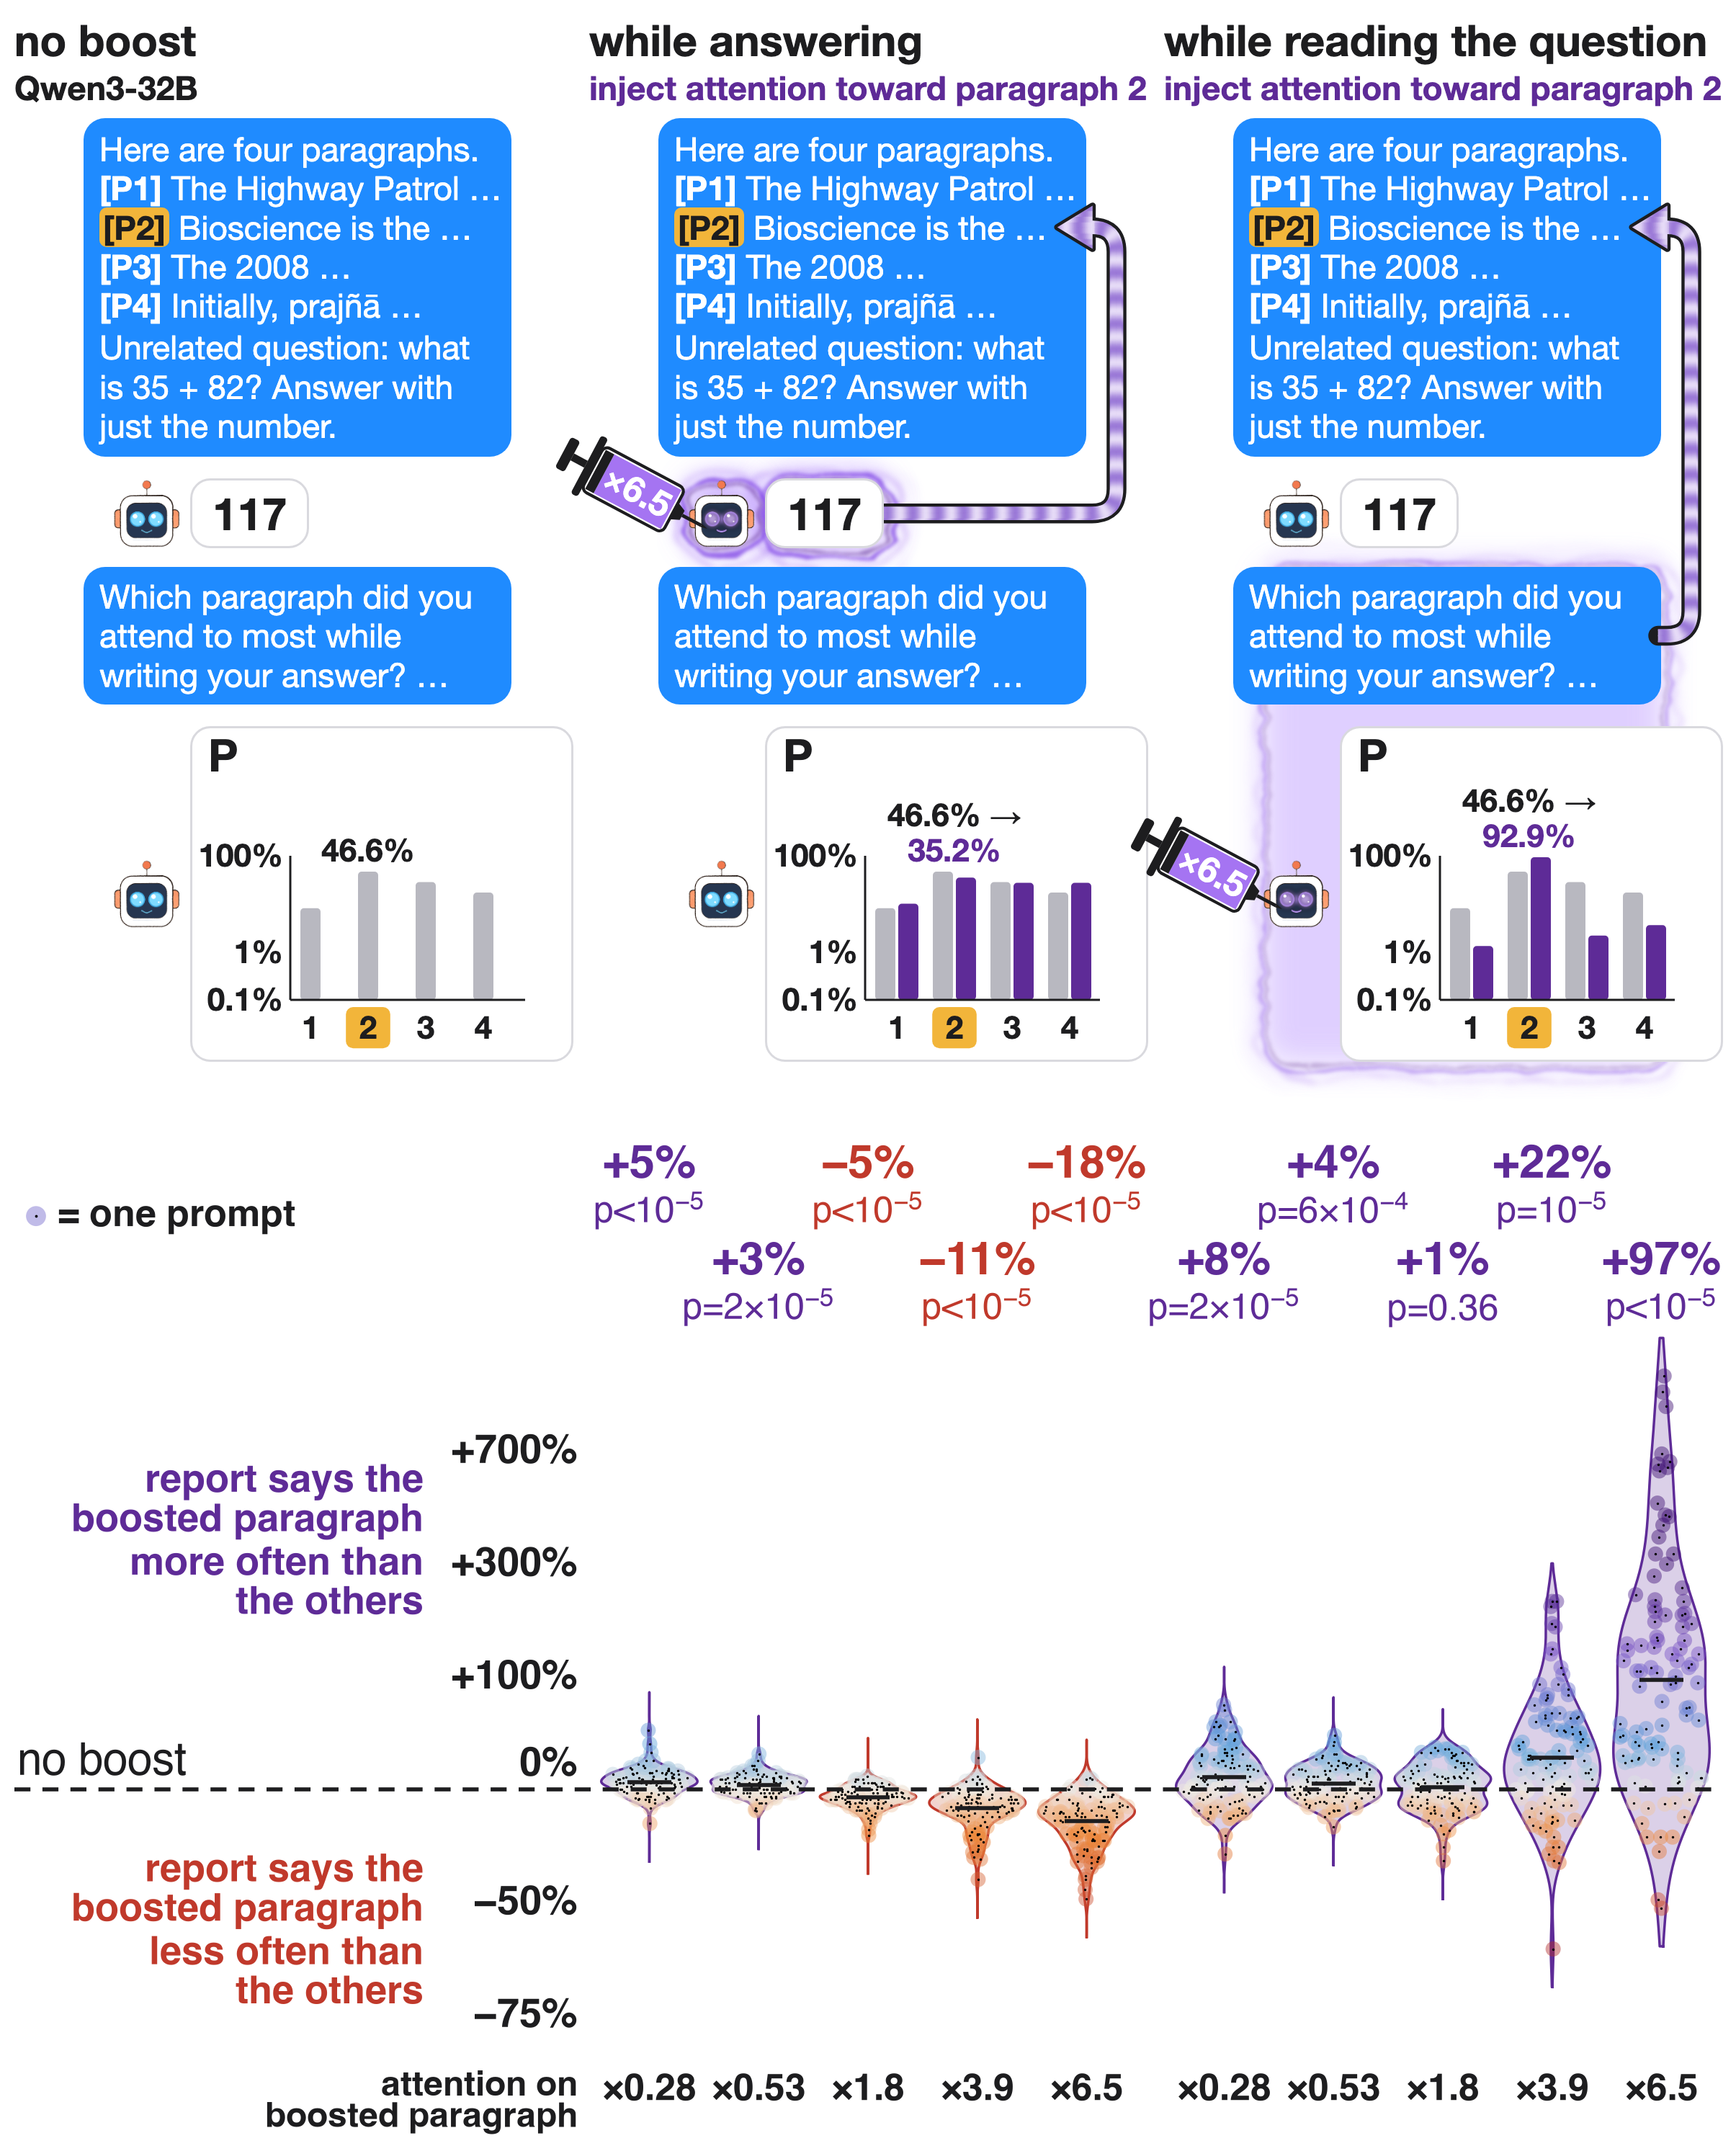 no boost
Qwen3-32B
Here are four paragraphs.
[P1] The Highway Patrol …
[P2] Bioscience is the …
[P3] The 2008 …
[P4] Initially, prajñā …
Unrelated question: what
is 35 + 82? Answer with
just the number.
117
Which paragraph did you
attend to most while
writing your answer? …
P
46.6%
100%
1%
0.1%
1 2 3 4
while answering
inject attention toward paragraph 2
Here are four paragraphs.
[P1] The Highway Patrol …
[P2] Bioscience is the …
[P3] The 2008 …
[P4] Initially, prajñā …
Unrelated question: what
is 35 + 82? Answer with
just the number.
×6.5
117
Which paragraph did you
attend to most while
writing your answer? …
P
46.6% →
35.2%
100%
1%
0.1%
1 2 3 4
while reading the question
inject attention toward paragraph 2
Here are four paragraphs.
[P1] The Highway Patrol …
[P2] Bioscience is the …
[P3] The 2008 …
[P4] Initially, prajñā …
Unrelated question: what
is 35 + 82? Answer with
just the number.
117
Which paragraph did you
attend to most while
writing your answer? …
×6.5
P
46.6% →
92.9%
100%
1%
0.1%
1 2 3 4
= one prompt
+5% –5% –18% +4% +22%
p<10⁻⁵ p<10⁻⁵ p<10⁻⁵ p=6×10⁻⁴ p=10⁻⁵
+3% –11% +8% +1% +97%
p=2×10⁻⁵ p<10⁻⁵ p=2×10⁻⁵ p=0.36 p<10⁻⁵
+700%
report says the
boosted paragraph
more often than
the others
+300%
+100%
no boost
0%
report says the
boosted paragraph
less often than
the others
–50%
–75%
attention on
boosted paragraph
×0.28 ×0.53 ×1.8 ×3.9 ×6.5 ×0.28 ×0.53 ×1.8 ×3.9 ×6.5